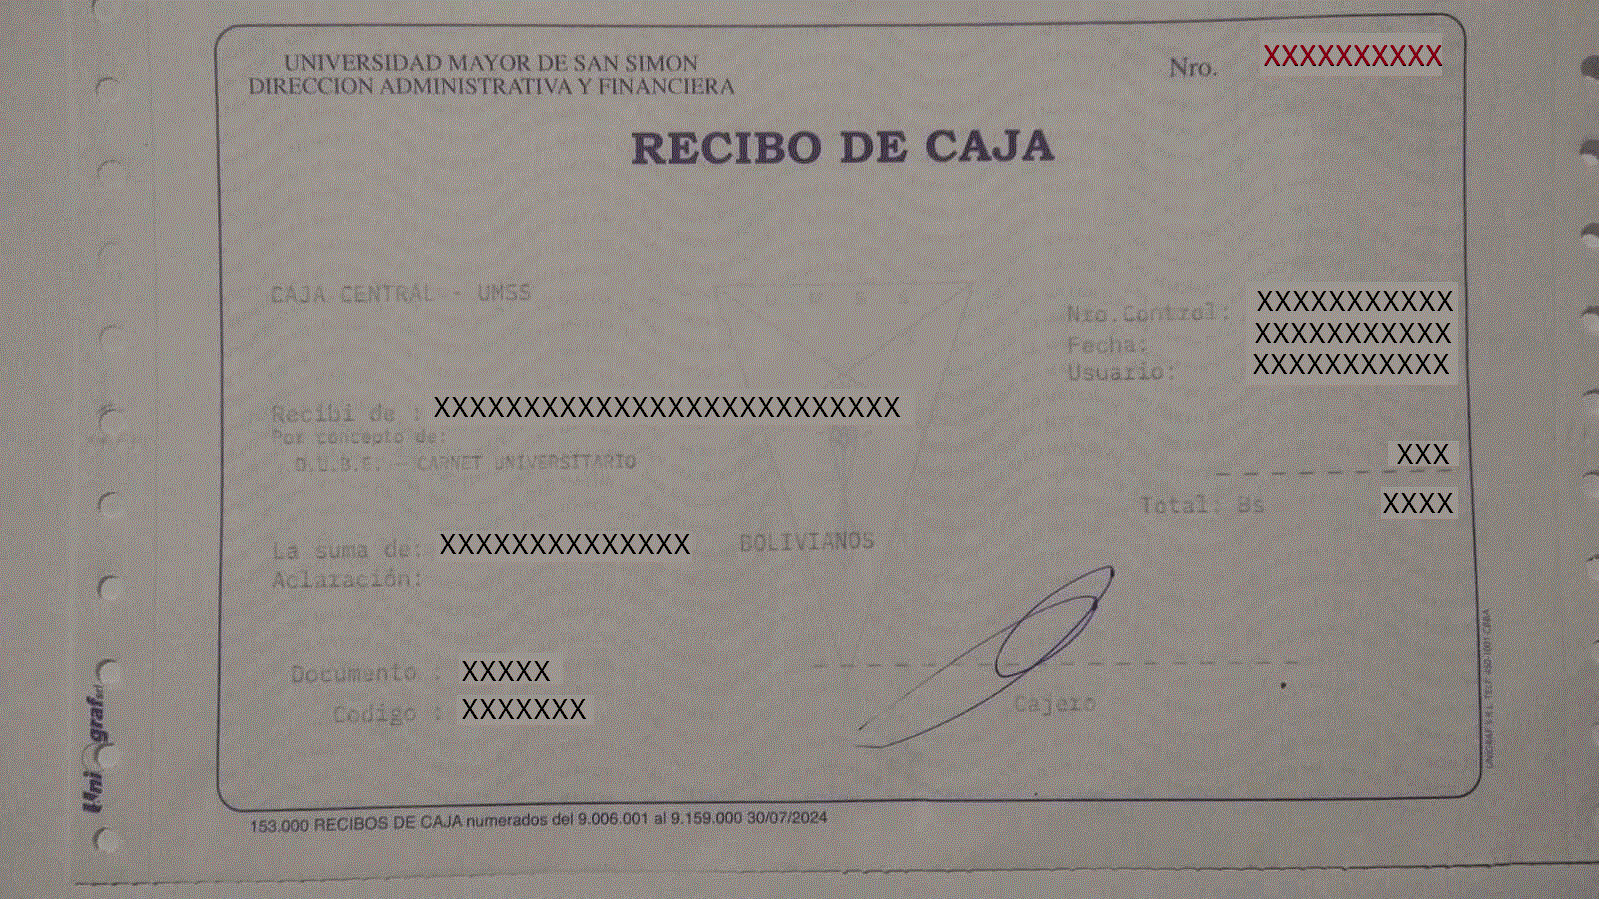 UNIVERSIDAD MAYOR DE SAN SIMON
DIRECCION ADMINISTRATIVA Y FINANCIERA
Nro. XXXXXXXXXX
RECIBO DE CAJA
CAJA CENTRAL - UMSS
Nro.Control: XXXXXXXXXXX
Fecha: XXXXXXXXXXX
Usuario: XXXXXXXXXXX
Recibi de : XXXXXXXXXXXXXXXXXXXXXXXXXX
Por concepto de:
D.U.B.E. - CARNET UNIVERSITARIO
XXX
Total: Bs XXXX
La suma de: XXXXXXXXXXXXXX BOLIVIANOS
Aclaración:
Documento : XXXXX
Codigo : XXXXXXX
Cajero
153.000 RECIBOS DE CAJA numerados del 9.006.001 al 9.159.000 30/07/2024
Unigraf srl